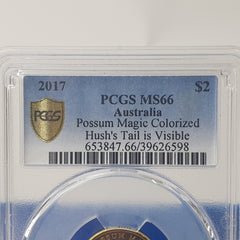 2017 $2
PCGS MS66
Australia
Possum Magic Colorized
Hush's Tail is Visible
653847.66/39626598
PCGS